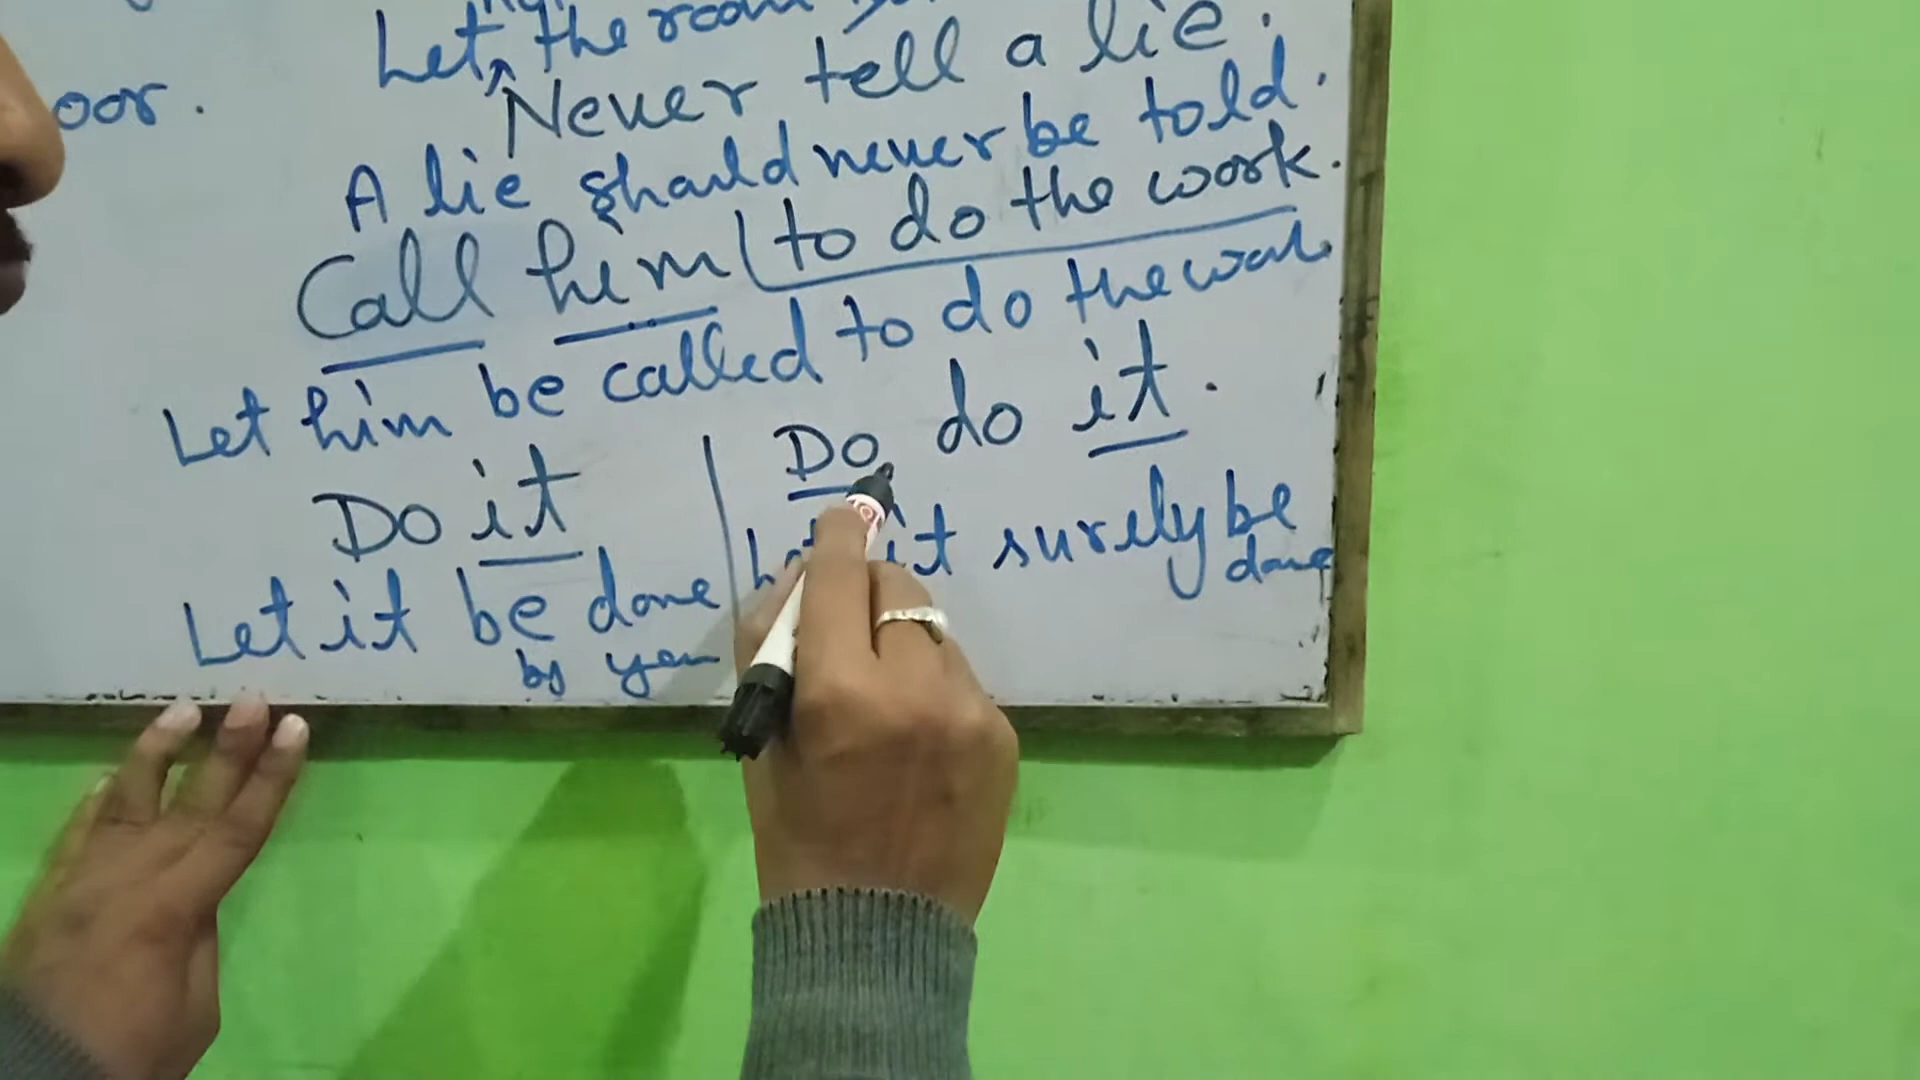 Let the room
oor.
Never tell a lie.
A lie should never be told.
Call him to do the work.
Let him be called to do the work
Do it
Let it be done
by you
Do do it.
it surely be
done